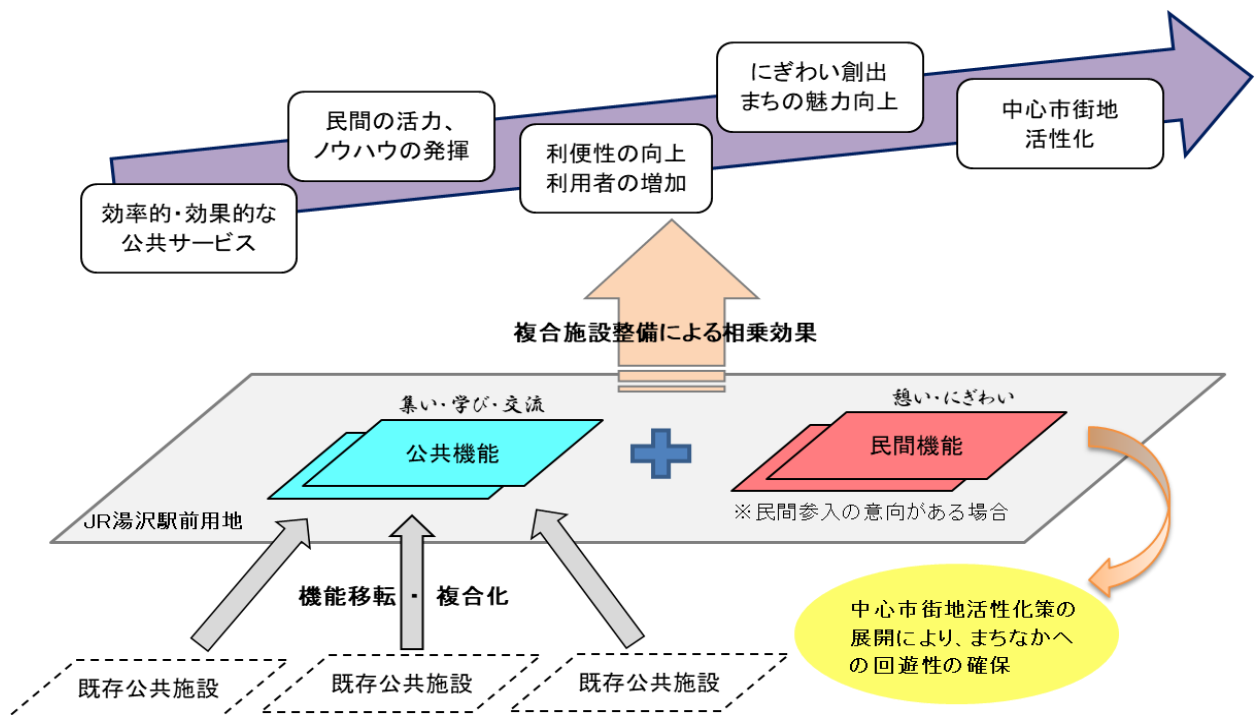 にぎわい創出
まちの魅力向上
中心市街地
活性化
民間の活力、
ノウハウの発揮
利便性の向上
利用者の増加
効率的・効果的な
公共サービス
複合施設整備による相乗効果
集い・学び・交流
公共機能
憩い・にぎわい
民間機能
※民間参入の意向がある場合
JR湯沢駅前用地
機能移転・複合化
中心市街地活性化策の
展開により、まちなかへ
の回遊性の確保
既存公共施設
既存公共施設
既存公共施設